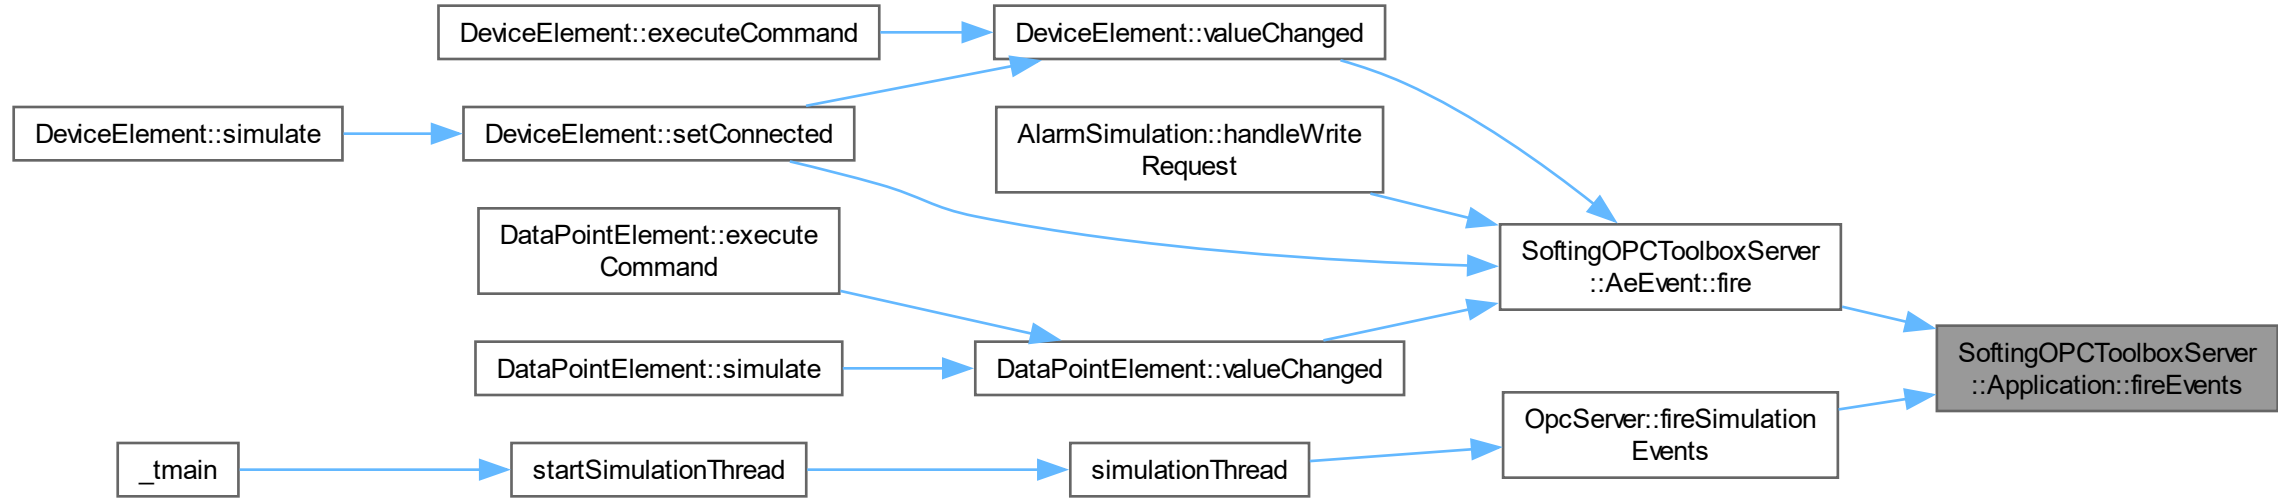 DeviceElement::executeCommand
DeviceElement::valueChanged
DeviceElement::simulate
DeviceElement::setConnected
AlarmSimulation::handleWrite
Request
DataPointElement::execute
Command
SoftingOPCToolboxServer
::AeEvent::fire
DataPointElement::simulate
DataPointElement::valueChanged
SoftingOPCToolboxServer
::Application::fireEvents
OpcServer::fireSimulation
Events
_tmain
startSimulationThread
simulationThread